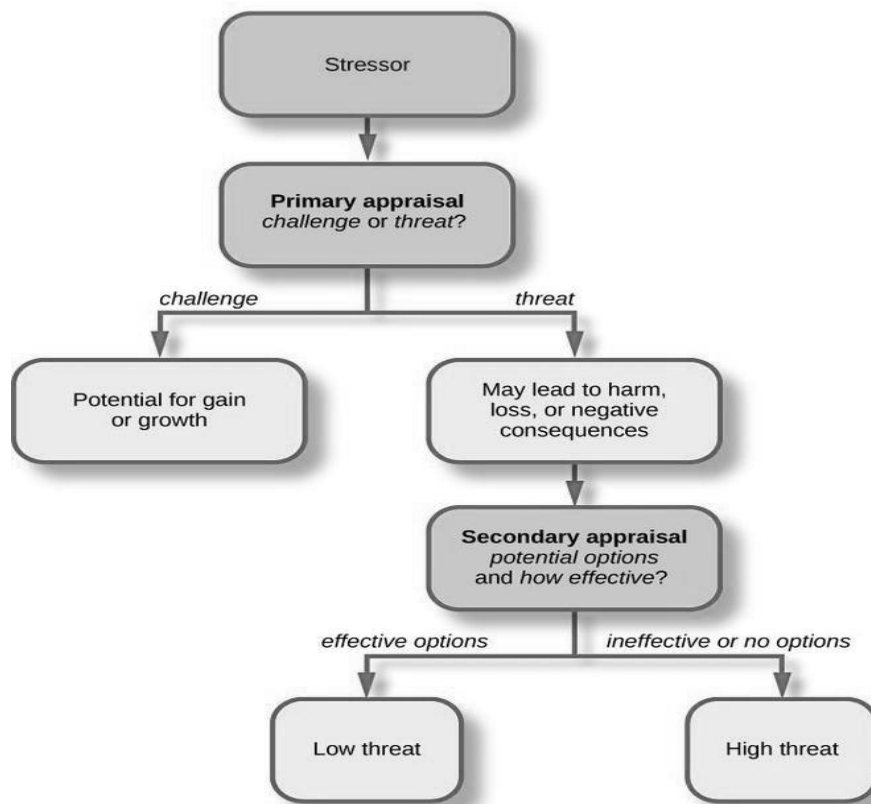 Stressor
Primary appraisal
challenge or threat?
challenge
threat
Potential for gain
or growth
May lead to harm,
loss, or negative
consequences
Secondary appraisal
potential options
and how effective?
effective options
ineffective or no options
Low threat
High threat